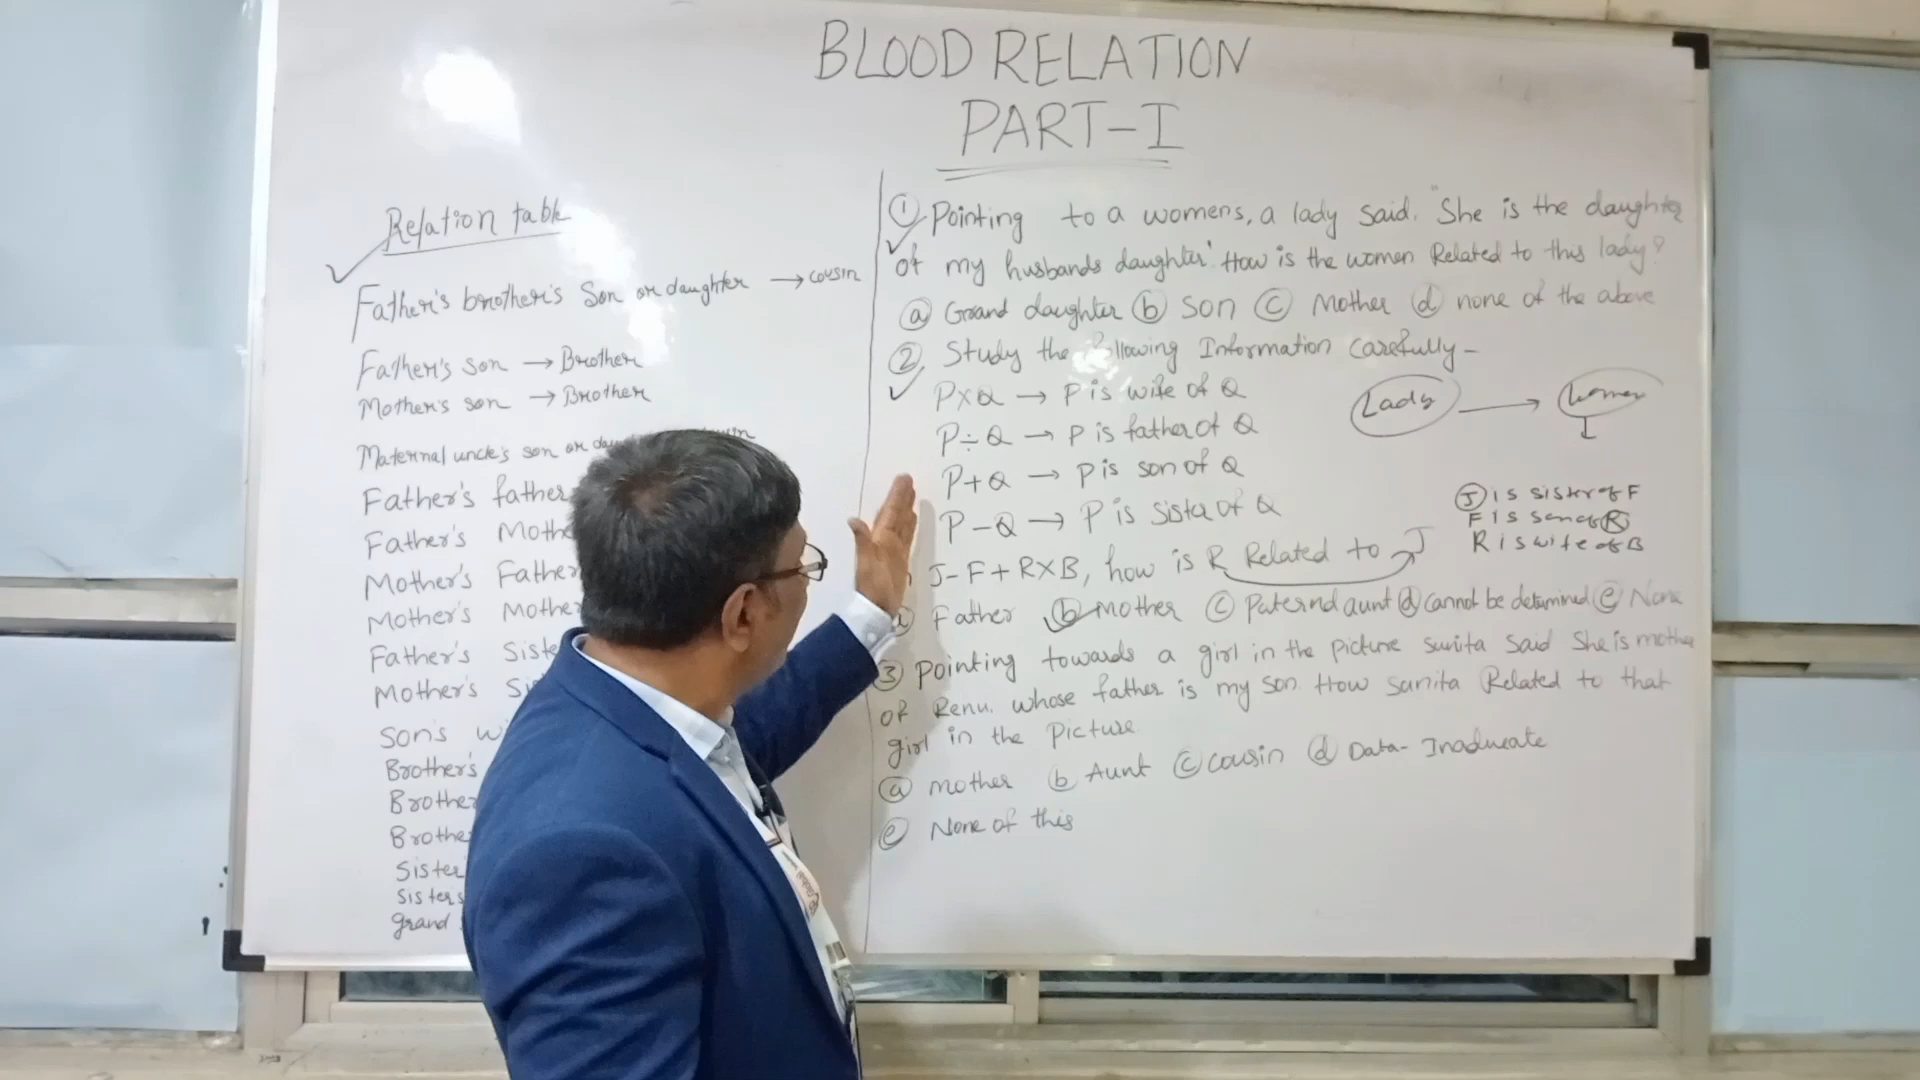 BLOOD RELATION
PART-I
Relation table
Father's brother's Son or daughter → cousin
Father's son → Brother
Mother's son → Brother
Maternal uncle's son or
Father's father
Father's
Mother's Father
Mother's Mother
Father's
Mother's
Son's
Brother's
Brother
Sister
Sisters
grand
① Pointing to a womens, a lady said. "She is the daughter
of my husbands daughter". How is the women Related to this lady?
ⓐ Grand daughter ⓑ Son ⓒ Mother ⓓ none of the above
② Study the following Information carefully -
P×Q → P is wife of Q
P÷Q → P is father of Q
P+Q → P is son of Q
P-Q → P is sister of Q
J-F+R×B, how is R Related to J
Father ⓑ Mother ⓒ Paternal aunt ⓓ cannot be determined ⓔ None
Lady → women
I
J is sister of F
F is son of R
R is wife of B
③ Pointing towards a girl in the picture sunita said She is mother
of Renu. whose father is my son. How sunita Related to that
girl in the Picture
ⓐ mother ⓑ Aunt ⓒ cousin ⓓ Data-
ⓔ None of this